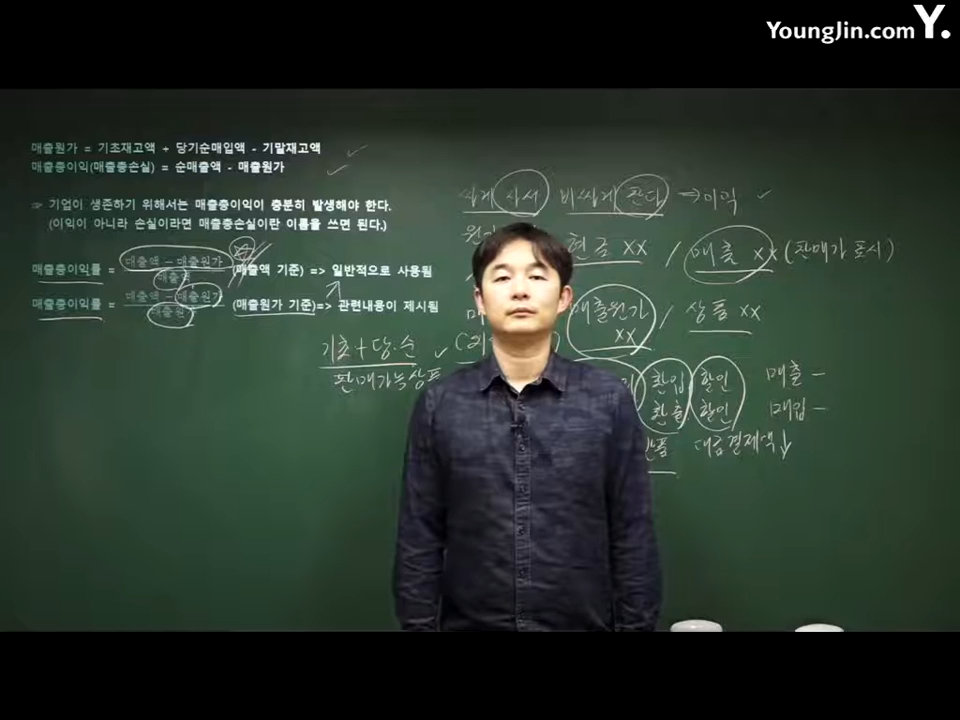 YoungJin.com Y.
매출원가 = 기초재고액 + 당기순매입액 - 기말재고액
매출총이익(매출총손실) = 순매출액 - 매출원가
☞ 기업이 생존하기 위해서는 매출총이익이 충분히 발생해야 한다.
(이익이 아니라 손실이라면 매출총손실이란 이름을 쓰면 된다.)
매출액 - 매출원가
매출총이익률 = (매출액 기준) => 일반적으로 사용됨
매출액 - 매출원가
매출총이익률 = (매출원가 기준)=> 관련내용이 제시됨
매출원
기초+당·순
판매가능상품
싸게 사서 비싸게 판다 → 이익
현금 xx / 매출 xx (판매가 표시)
매출원가 xx / 상품 xx
환입 할인 매출 -
환출 할인 매입 -
반품 대금결제액↓